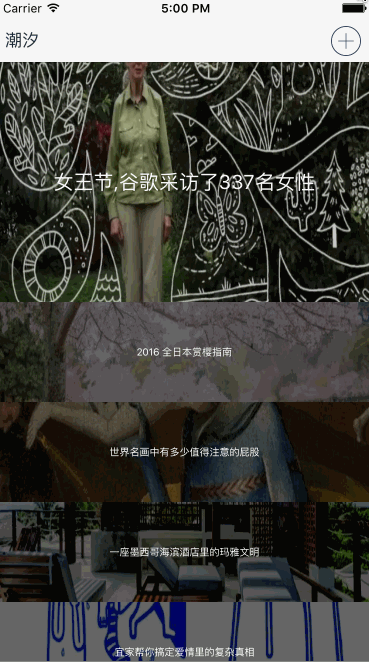 Carrier 5:00 PM
潮汐
女王节,谷歌采访了337名女性
2016 全日本赏樱指南
世界名画中有多少值得注意的屁股
一座墨西哥海滨酒店里的玛雅文明
宜家帮你搞定爱情里的复杂真相